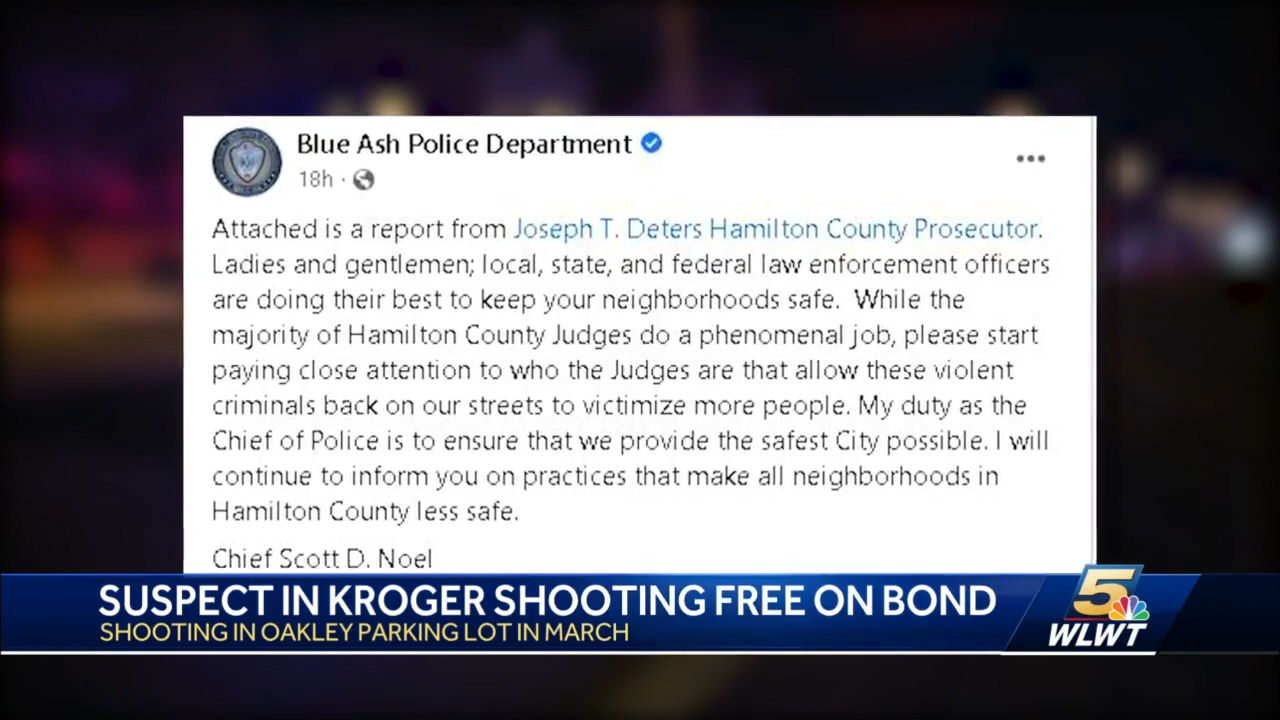 Blue Ash Police Department
18h ·
Attached is a report from Joseph T. Deters Hamilton County Prosecutor.
Ladies and gentlemen; local, state, and federal law enforcement officers
are doing their best to keep your neighborhoods safe.  While the
majority of Hamilton County Judges do a phenomenal job, please start
paying close attention to who the Judges are that allow these violent
criminals back on our streets to victimize more people. My duty as the
Chief of Police is to ensure that we provide the safest City possible. I will
continue to inform you on practices that make all neighborhoods in
Hamilton County less safe.
Chief Scott D. Noel
SUSPECT IN KROGER SHOOTING FREE ON BOND
SHOOTING IN OAKLEY PARKING LOT IN MARCH
5
WLWT